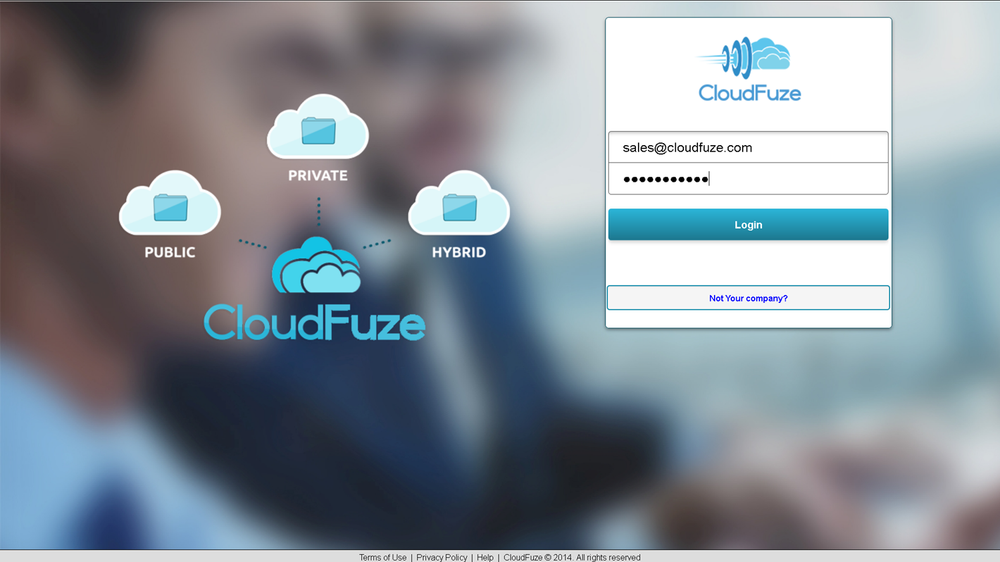 PRIVATE
PUBLIC
HYBRID
CloudFuze
CloudFuze
sales@cloudfuze.com
•••••••••••
Login
Not Your company?
Terms of Use | Privacy Policy | Help | CloudFuze © 2014. All rights reserved